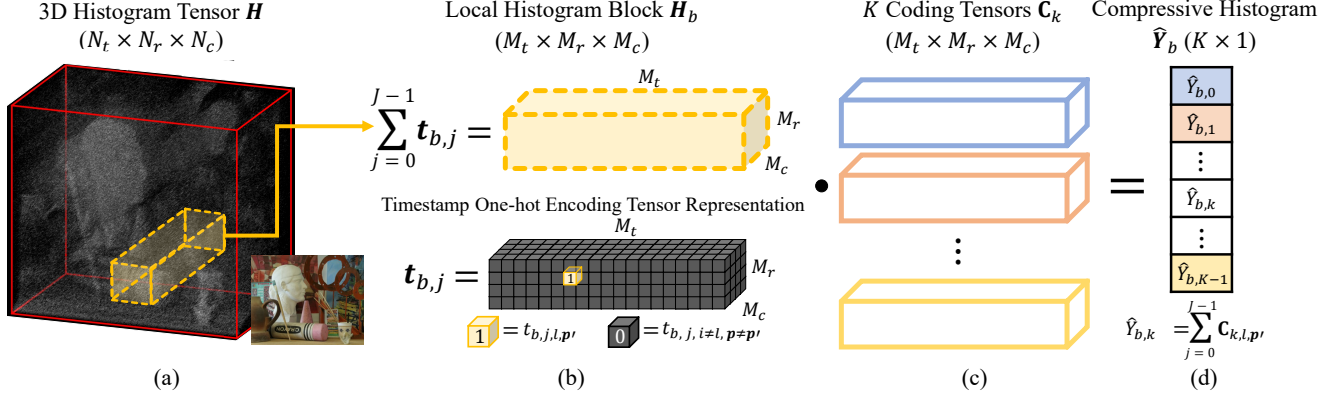 3D Histogram Tensor H
(N_t × N_r × N_c)
(a)
Local Histogram Block H_b
(M_t × M_r × M_c)
M_t
∑_{j=0}^{J−1} t_{b,j} =
M_r
M_c
Timestamp One-hot Encoding Tensor Representation
M_t
t_{b,j} =
1
M_r
M_c
1 = t_{b,j,l,p′}
0 = t_{b,j,i≠l,p≠p′}
(b)
K Coding Tensors C_k
(M_t × M_r × M_c)
•
⋮
(c)
Compressive Histogram
Ŷ_b (K × 1)
=
Ŷ_{b,0}
Ŷ_{b,1}
⋮
Ŷ_{b,k}
⋮
Ŷ_{b,K−1}
Ŷ_{b,k} = ∑_{j=0}^{J−1} C_{k,l,p′}
(d)